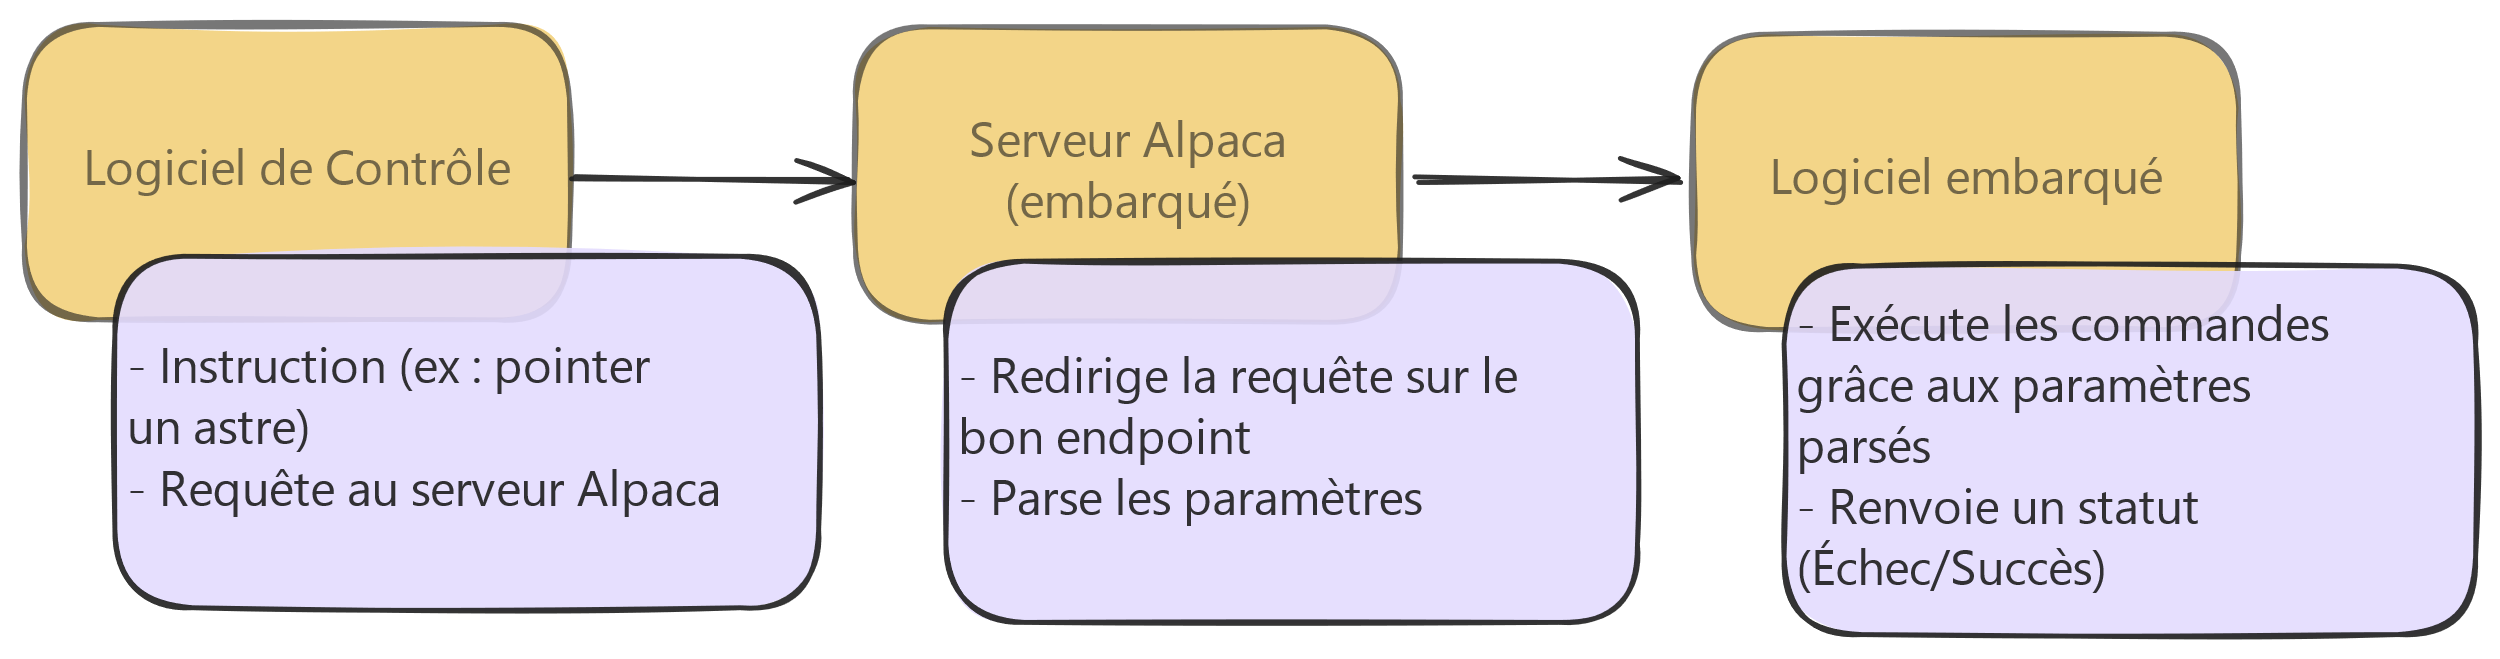 Logiciel de Contrôle
- Instruction (ex : pointer
un astre)
- Requête au serveur Alpaca
Serveur Alpaca
(embarqué)
- Redirige la requête sur le
bon endpoint
- Parse les paramètres
Logiciel embarqué
- Exécute les commandes
grâce aux paramètres
parsés
- Renvoie un statut
(Échec/Succès)